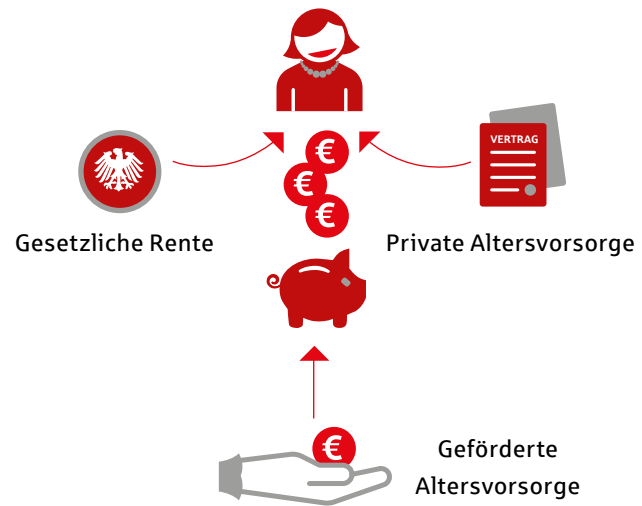 €
VERTRAG
€
€
Gesetzliche Rente
Private Altersvorsorge
€
Geförderte
Altersvorsorge